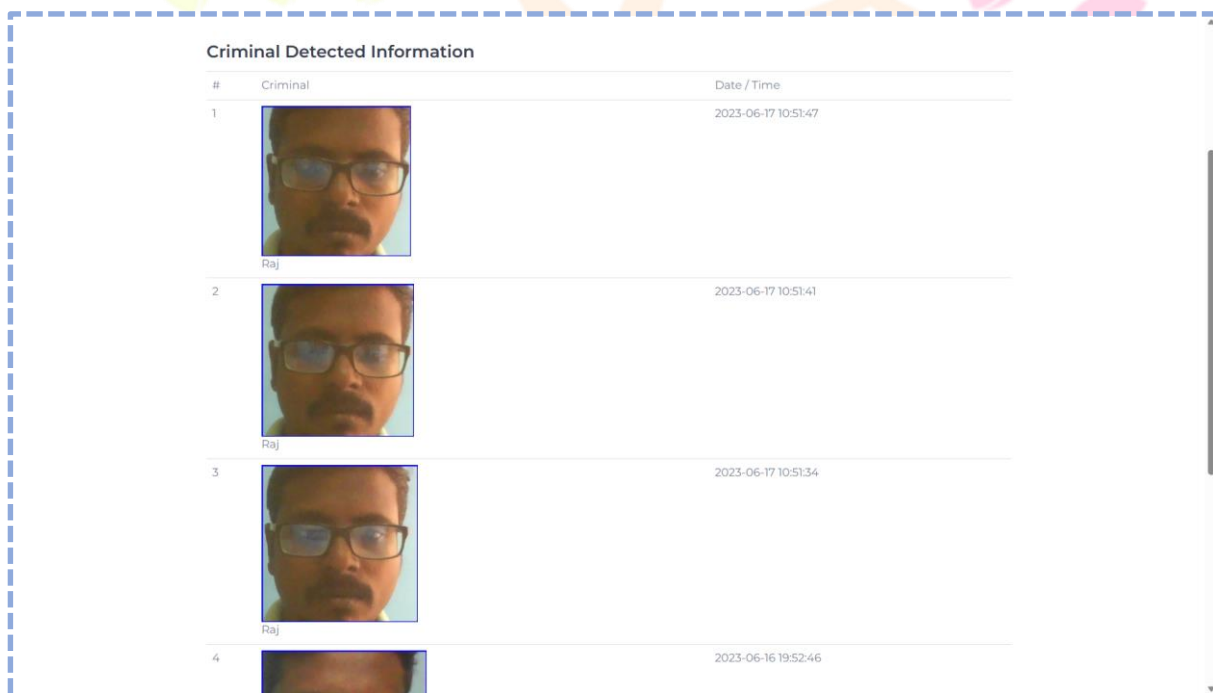 Criminal Detected Information
# Criminal Date / Time
1 2023-06-17 10:51:47
Raj
2 2023-06-17 10:51:41
Raj
3 2023-06-17 10:51:34
Raj
4 2023-06-16 19:52:46